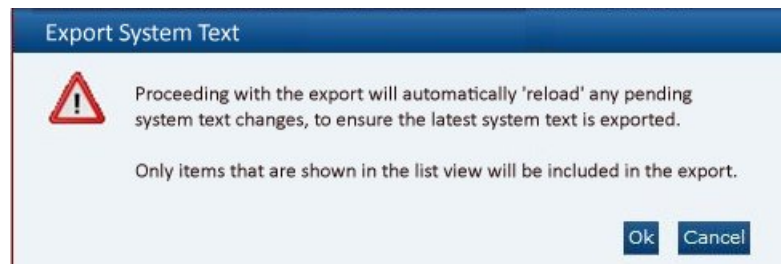 Export System Text
Proceeding with the export will automatically 'reload' any pending
system text changes, to ensure the latest system text is exported.
Only items that are shown in the list view will be included in the export.
Ok Cancel